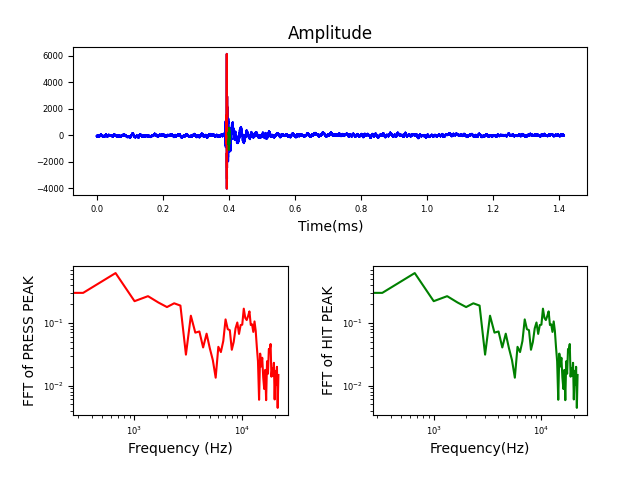 Amplitude
6000
4000
2000
0
−2000
−4000
0.0 0.2 0.4 0.6 0.8 1.0 1.2 1.4
Time(ms)
FFT of PRESS PEAK
10⁻¹
10⁻²
10³ 10⁴
Frequency (Hz)
FFT of HIT PEAK
10⁻¹
10⁻²
10³ 10⁴
Frequency(Hz)